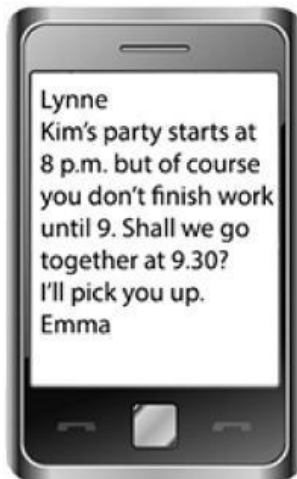 Lynne
Kim's party starts at
8 p.m. but of course
you don't finish work
until 9. Shall we go
together at 9.30?
I'll pick you up.
Emma